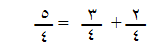 ٥/٤ = ٣/٤ + ٢/٤